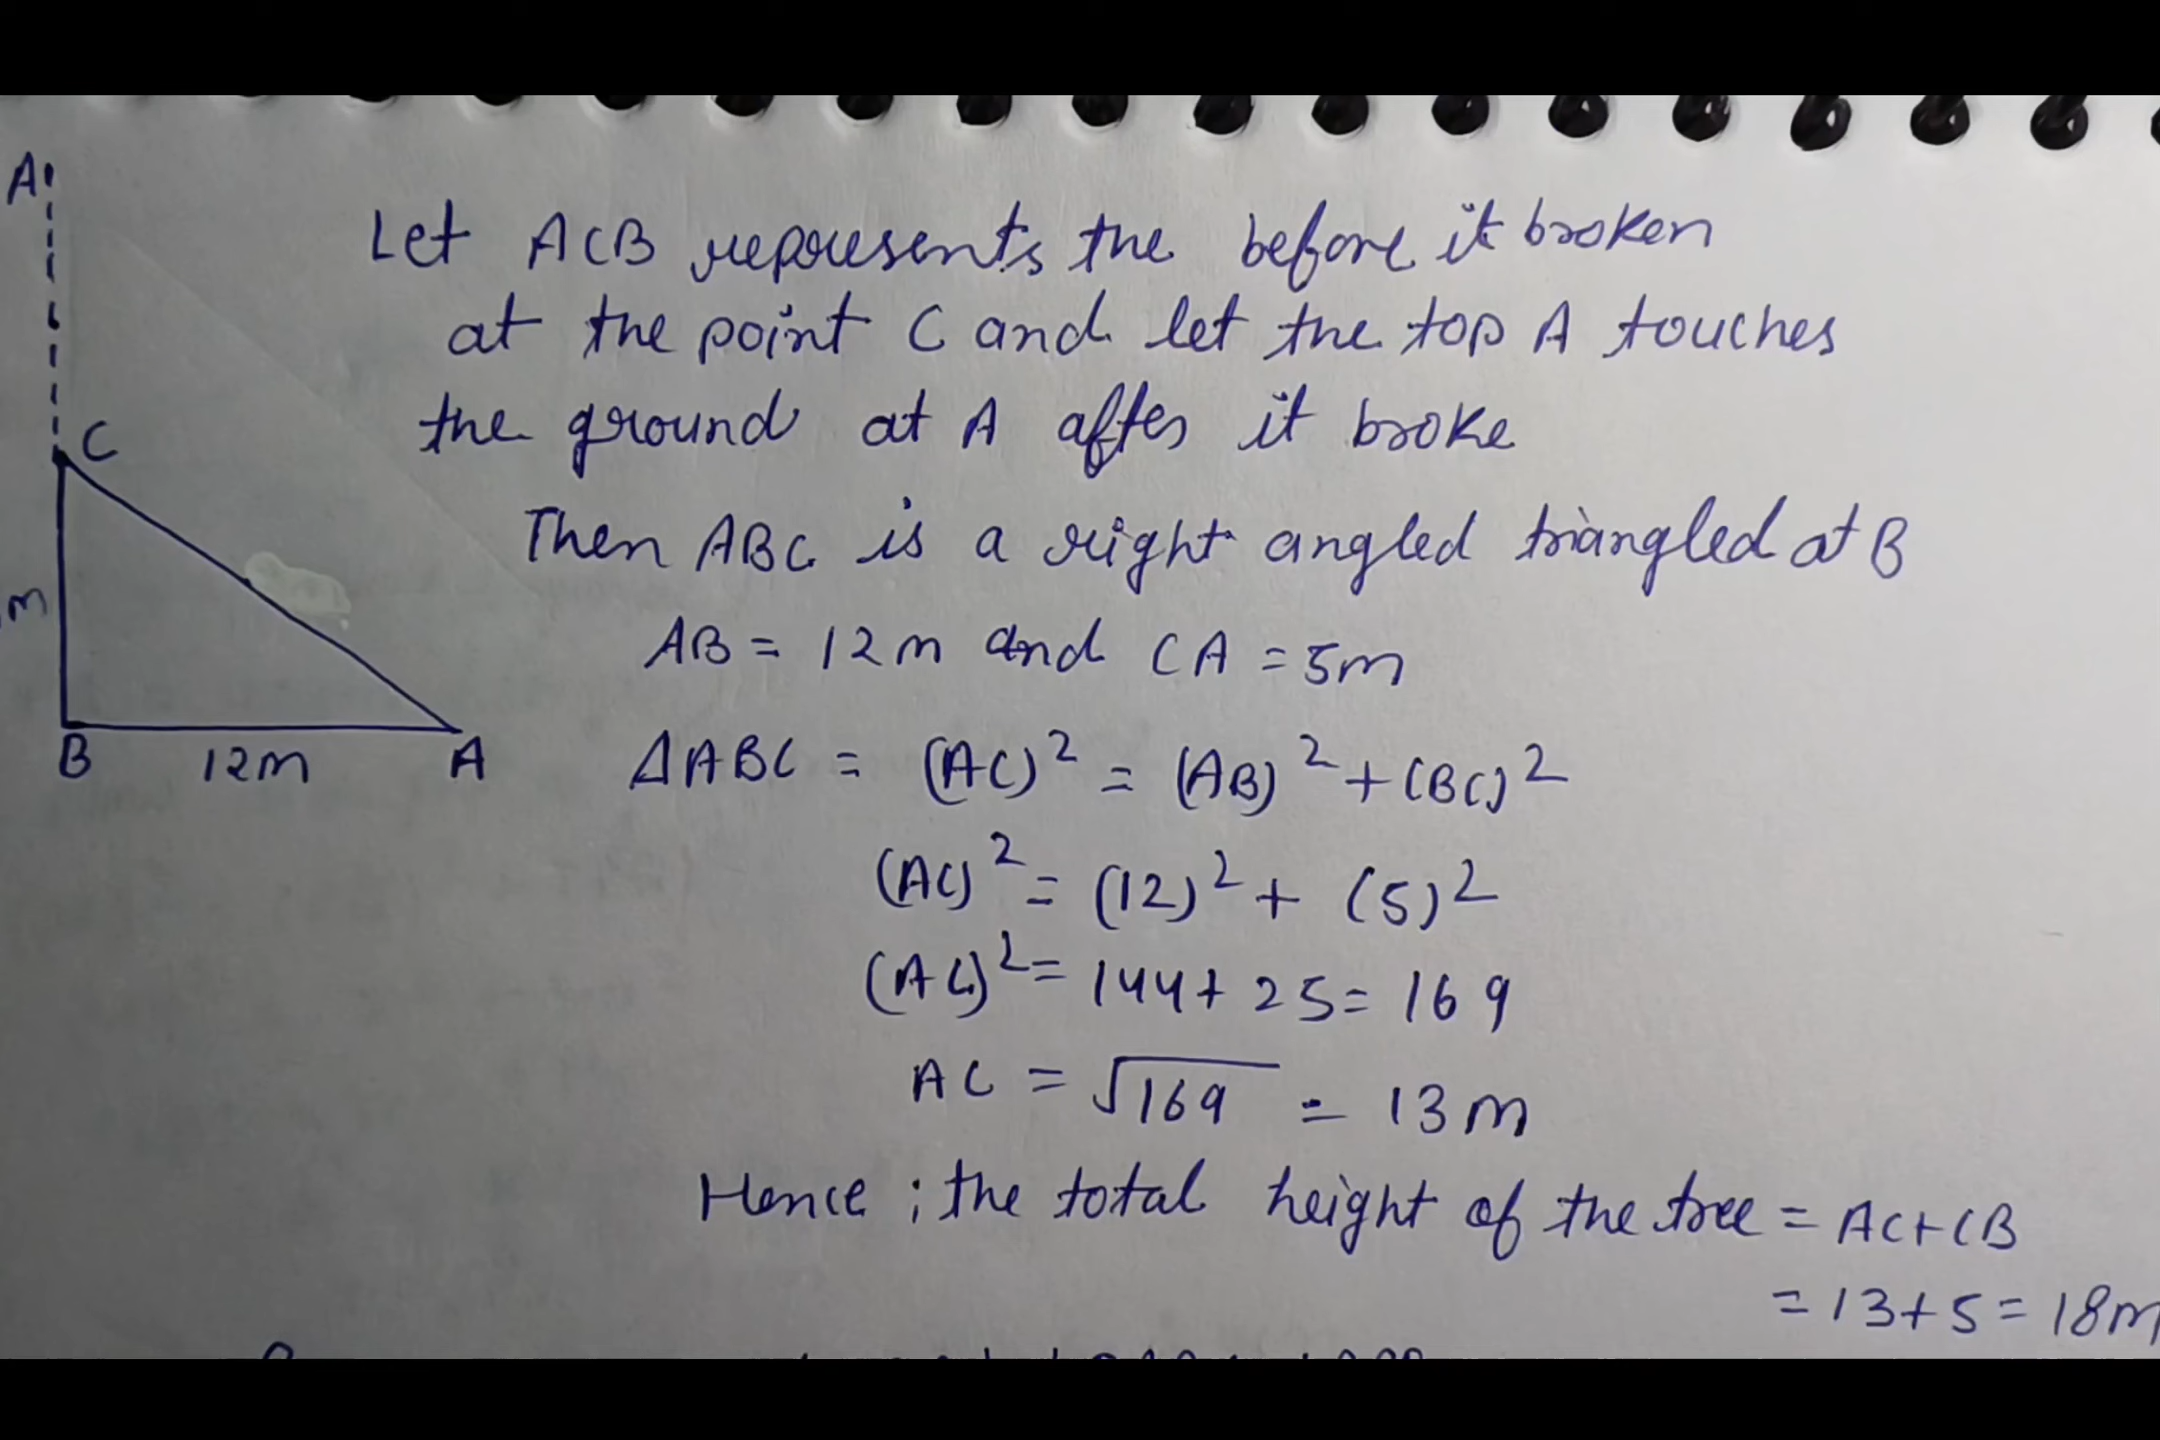 A'
C
m
B
12m
A
Let ACB represents the before it broken
at the point C and let the top A touches
the ground at A after it broke
Then ABC is a right angled triangled at B
AB = 12m and CA = 5m
ΔABC = (AC)² = (AB)² + (BC)²
(AC)² = (12)² + (5)²
(AC)² = 144 + 25 = 169
AC = √169 = 13m
Hence ; the total height of the tree = AC + CB
= 13 + 5 = 18m